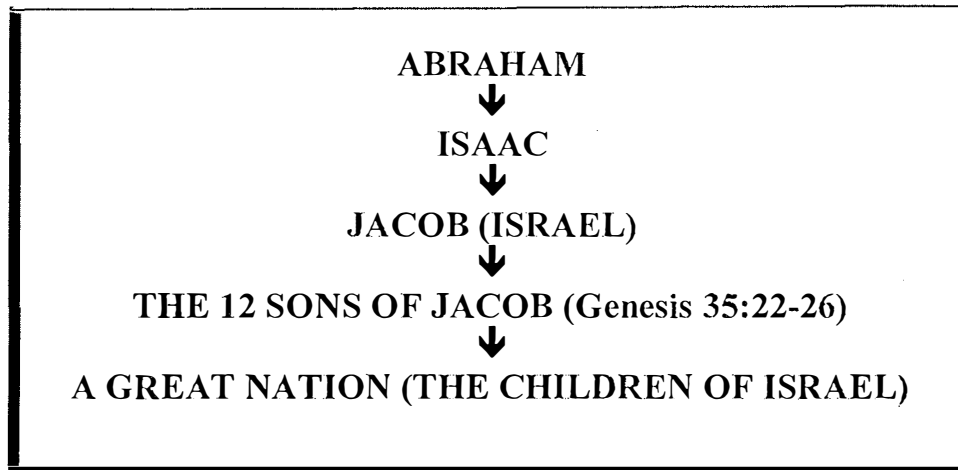 ABRAHAM
ISAAC
JACOB (ISRAEL)
THE 12 SONS OF JACOB (Genesis 35:22-26)
A GREAT NATION (THE CHILDREN OF ISRAEL)